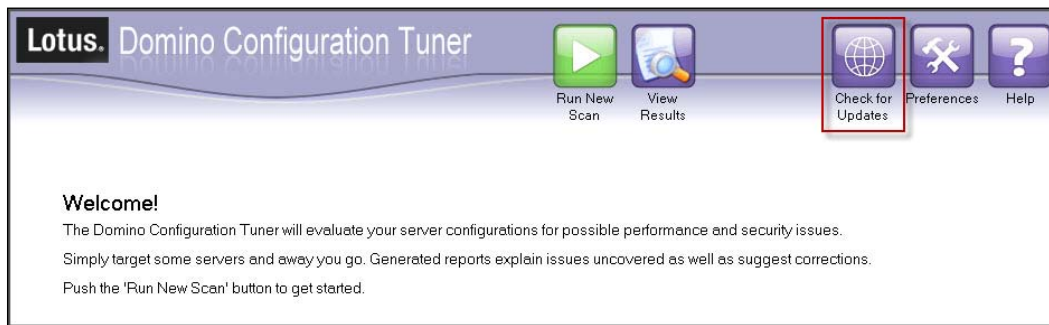 Lotus. Domino Configuration Tuner
Run New
Scan
View
Results
Check for
Updates
Preferences
?
Help
Welcome!
The Domino Configuration Tuner will evaluate your server configurations for possible performance and security issues.
Simply target some servers and away you go. Generated reports explain issues uncovered as well as suggest corrections.
Push the 'Run New Scan' button to get started.